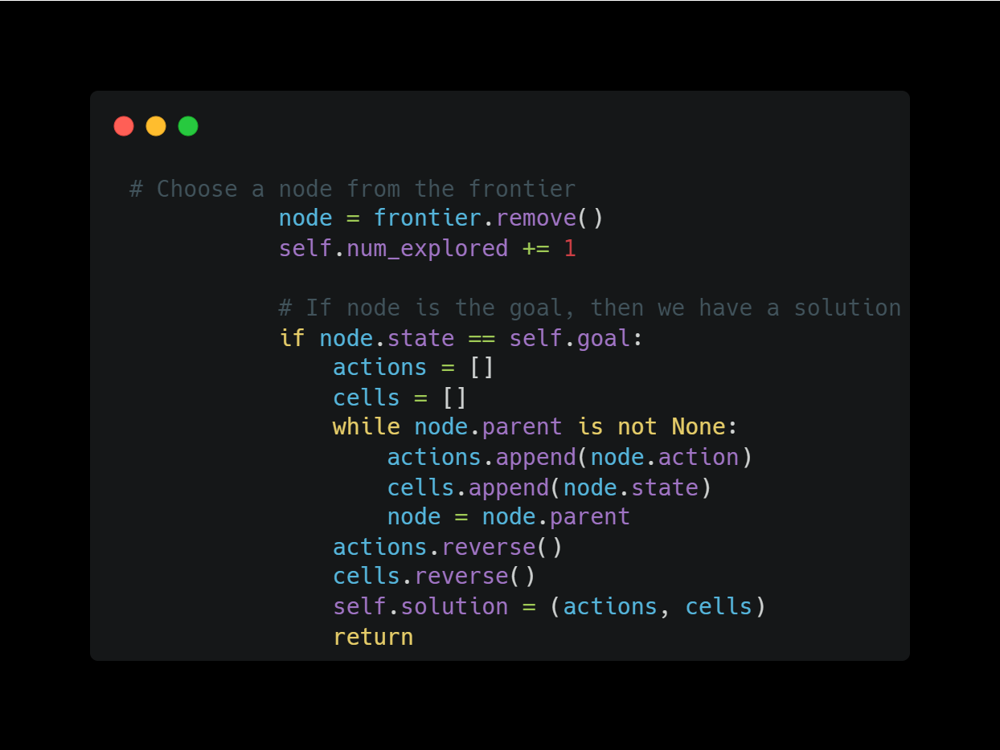 # Choose a node from the frontier
           node = frontier.remove()
           self.num_explored += 1

           # If node is the goal, then we have a solution
           if node.state == self.goal:
               actions = []
               cells = []
               while node.parent is not None:
                   actions.append(node.action)
                   cells.append(node.state)
                   node = node.parent
               actions.reverse()
               cells.reverse()
               self.solution = (actions, cells)
               return